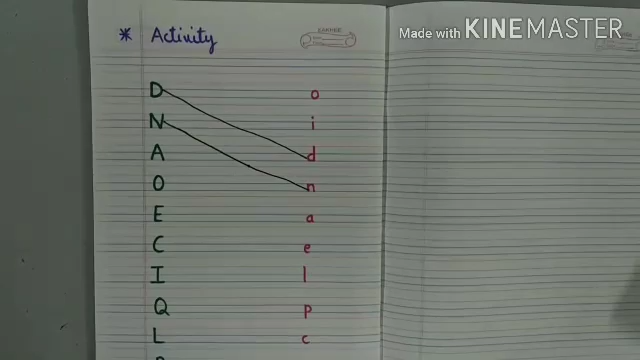 Made with KINEMASTER
* Activity
D o
N i
A d
O n
E a
C e
I l
Q p
L c